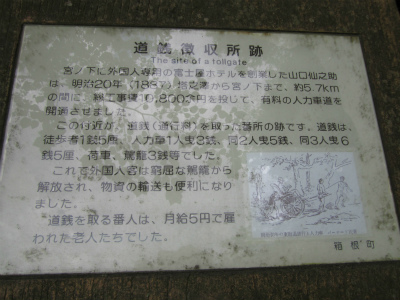 道銭徴収所跡
The site of a tollgate
宮ノ下に外国人専用の富士屋ホテルを創業した山口仙之助
は、明治20年(1887)塔之澤から宮ノ下まで、約5.7km
の間に、総工事費10,800余円を投じて、有料の人力車道を
開通させました。
この付近が、道銭(通行銭)を取った番所の跡です。道銭は、
徒歩者1銭5厘、人力車1人曳3銭、同2人曳5銭、同3人曳6
銭5厘、荷車、駕籠3銭等でした。
これで外国人客は窮屈な駕籠から
解放され、物資の輸送も便利になり
ました。
道銭を取る番人は、月給5円で雇
われた老人たちでした。
箱根町